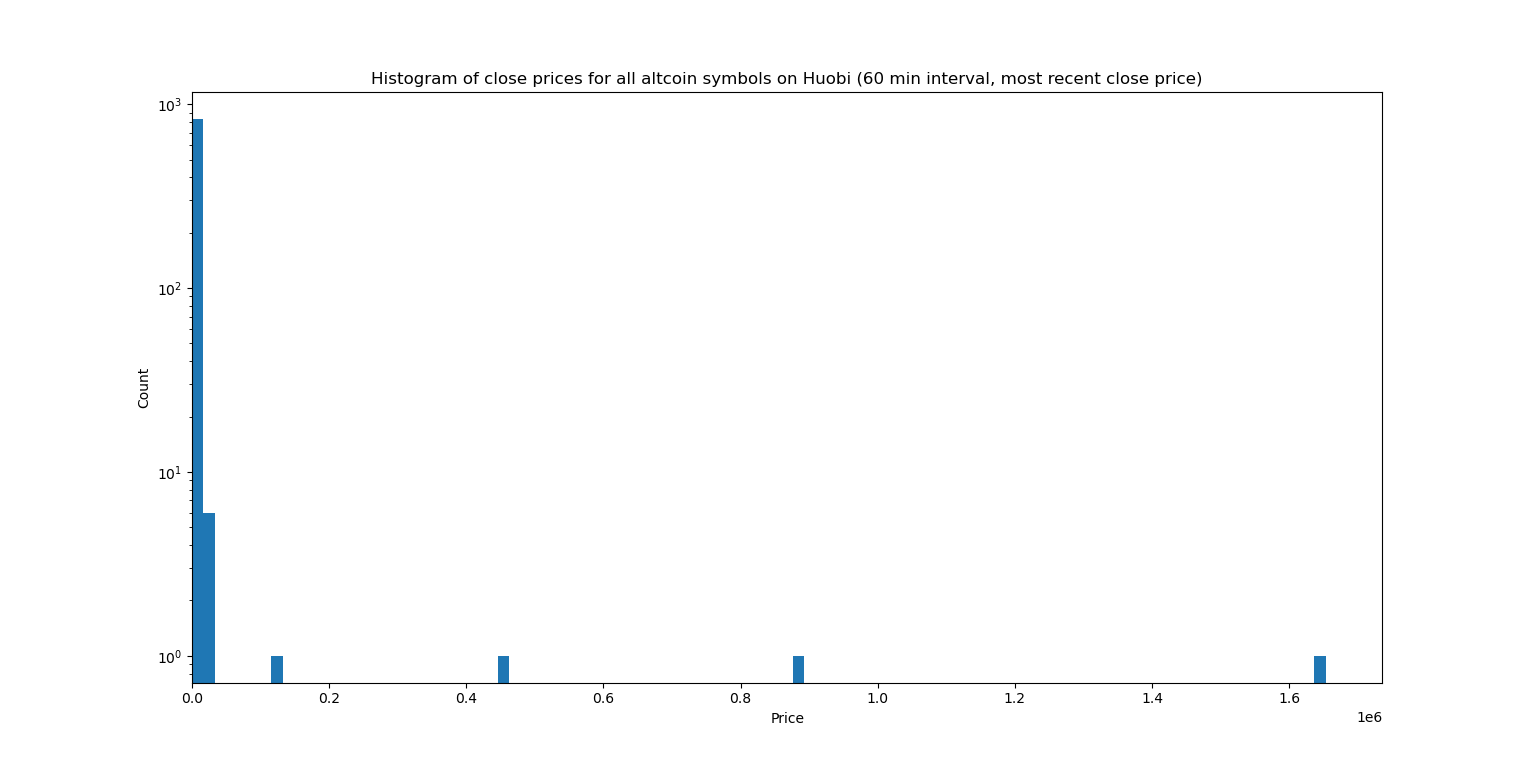 Histogram of close prices for all altcoin symbols on Huobi (60 min interval, most recent close price)
10³
10²
10¹
10⁰
Count
0.0 0.2 0.4 0.6 0.8 1.0 1.2 1.4 1.6
Price
1e6